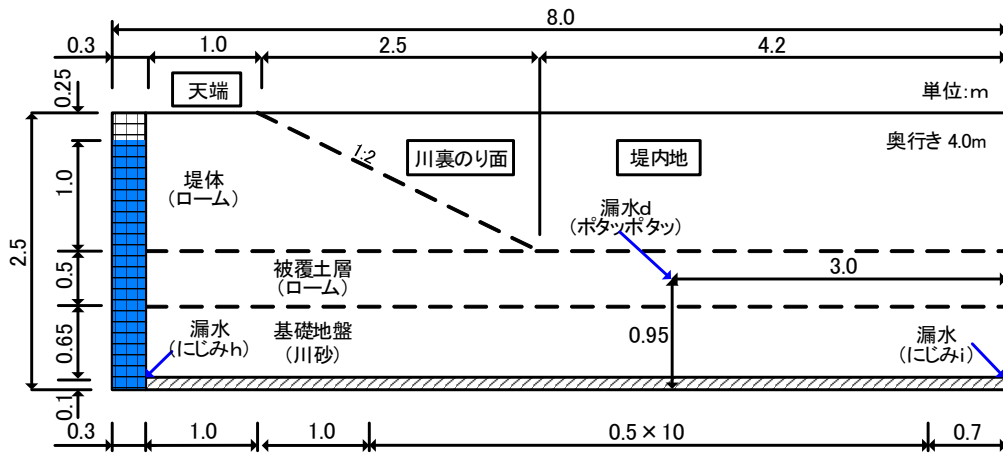 8.0
0.3
1.0
2.5
4.2
天端
単位:m
0.25
1:2
川裏のり面
堤内地
奥行き 4.0m
1.0
堤体
(ローム)
漏水d
(ポタッポタッ)
2.5
0.5
被覆土層
(ローム)
3.0
0.65
漏水
(にじみh)
基礎地盤
(川砂)
0.95
漏水
(にじみi)
0.1
0.3
1.0
1.0
0.5×10
0.7